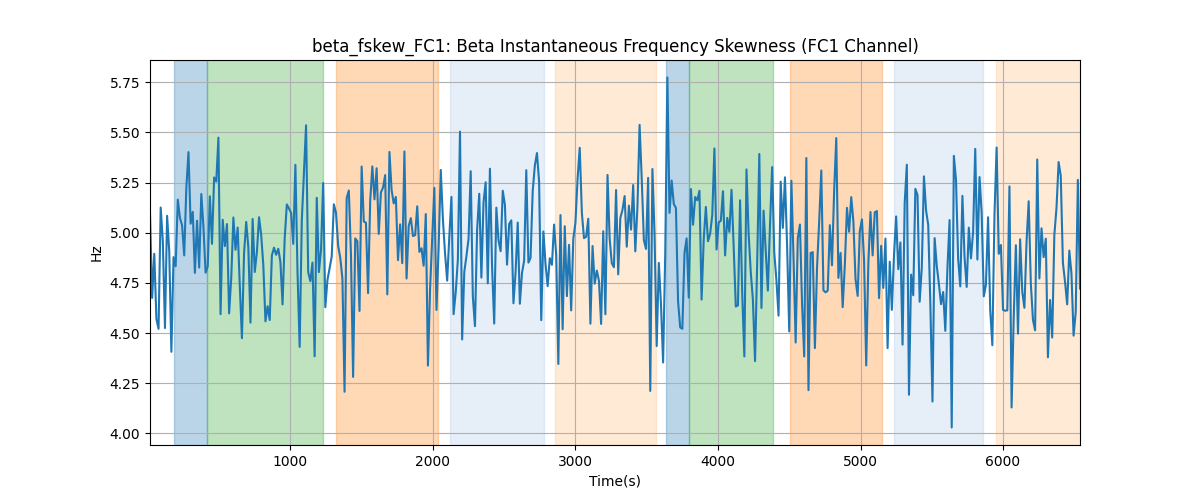 beta_fskew_FC1: Beta Instantaneous Frequency Skewness (FC1 Channel)
5.75
5.50
5.25
5.00
4.75
4.50
4.25
4.00
Hz
1000 2000 3000 4000 5000 6000
Time(s)